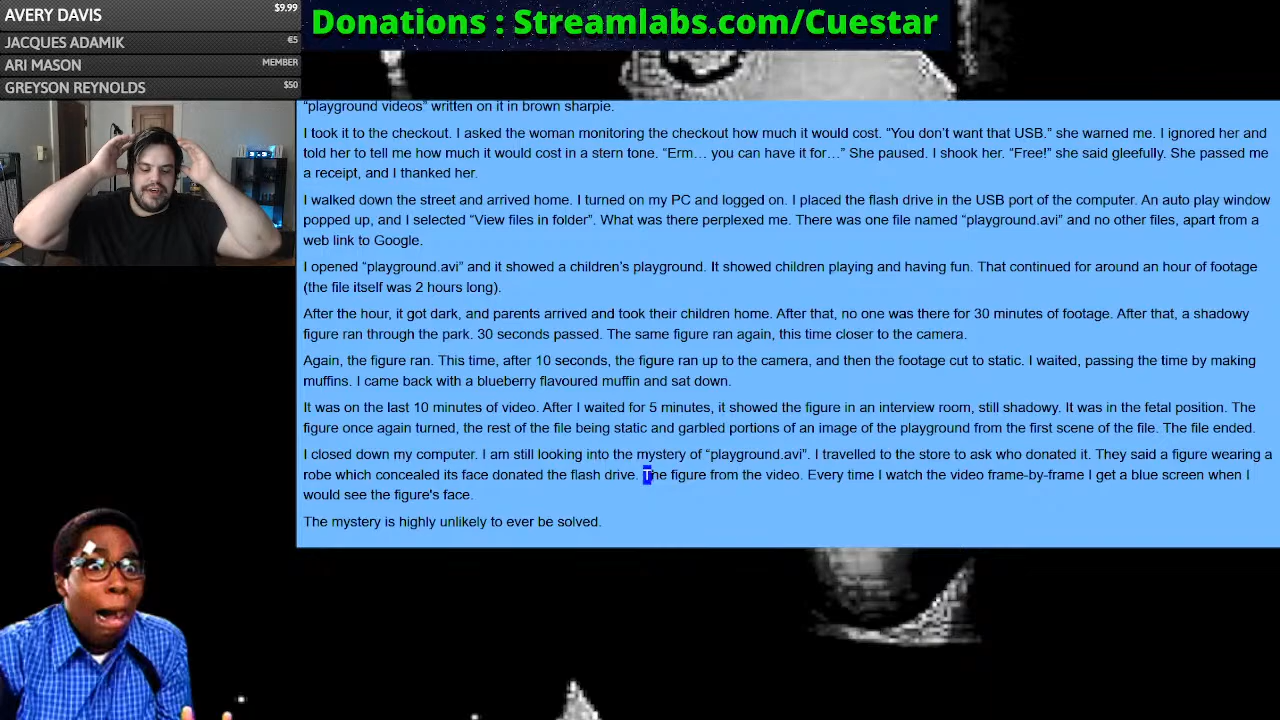 AVERY DAVIS $9.99
JACQUES ADAMIK €5
ARI MASON MEMBER
GREYSON REYNOLDS $50
Donations : Streamlabs.com/Cuestar
“playground videos” written on it in brown sharpie.
I took it to the checkout. I asked the woman monitoring the checkout how much it would cost. “You don’t want that USB.” she warned me. I ignored her and
told her to tell me how much it would cost in a stern tone. “Erm… you can have it for…” She paused. I shook her. “Free!” she said gleefully. She passed me
a receipt, and I thanked her.
I walked down the street and arrived home. I turned on my PC and logged on. I placed the flash drive in the USB port of the computer. An auto play window
popped up, and I selected “View files in folder”. What was there perplexed me. There was one file named “playground.avi” and no other files, apart from a
web link to Google.
I opened “playground.avi” and it showed a children’s playground. It showed children playing and having fun. That continued for around an hour of footage
(the file itself was 2 hours long).
After the hour, it got dark, and parents arrived and took their children home. After that, no one was there for 30 minutes of footage. After that, a shadowy
figure ran through the park. 30 seconds passed. The same figure ran again, this time closer to the camera.
Again, the figure ran. This time, after 10 seconds, the figure ran up to the camera, and then the footage cut to static. I waited, passing the time by making
muffins. I came back with a blueberry flavoured muffin and sat down.
It was on the last 10 minutes of video. After I waited for 5 minutes, it showed the figure in an interview room, still shadowy. It was in the fetal position. The
figure once again turned, the rest of the file being static and garbled portions of an image of the playground from the first scene of the file. The file ended.
I closed down my computer. I am still looking into the mystery of “playground.avi”. I travelled to the store to ask who donated it. They said a figure wearing a
robe which concealed its face donated the flash drive. The figure from the video. Every time I watch the video frame-by-frame I get a blue screen when I
would see the figure's face.
The mystery is highly unlikely to ever be solved.